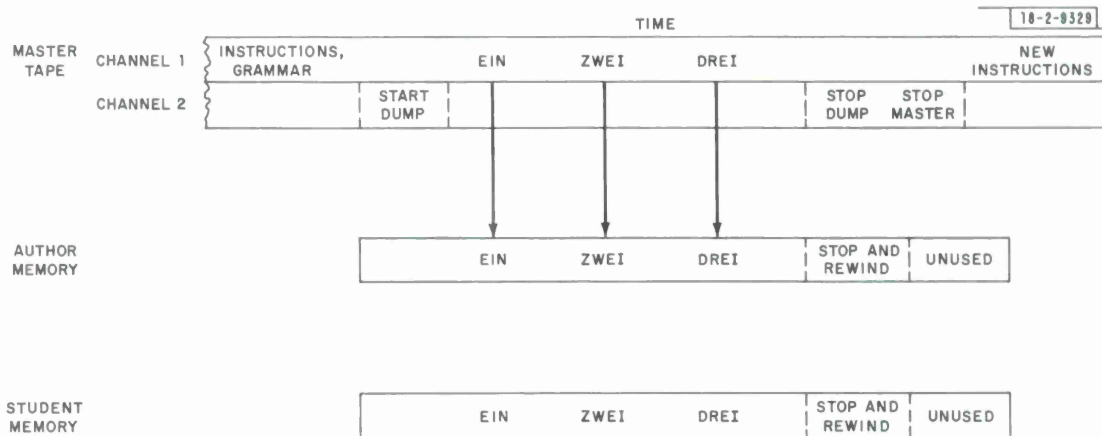 18-2-9329
TIME
MASTER TAPE
CHANNEL 1
INSTRUCTIONS,
GRAMMAR
EIN ZWEI DREI
NEW
INSTRUCTIONS
CHANNEL 2
START
DUMP
STOP
DUMP
STOP
MASTER
AUTHOR
MEMORY
EIN ZWEI DREI
STOP AND
REWIND
UNUSED
STUDENT
MEMORY
EIN ZWEI DREI
STOP AND
REWIND
UNUSED